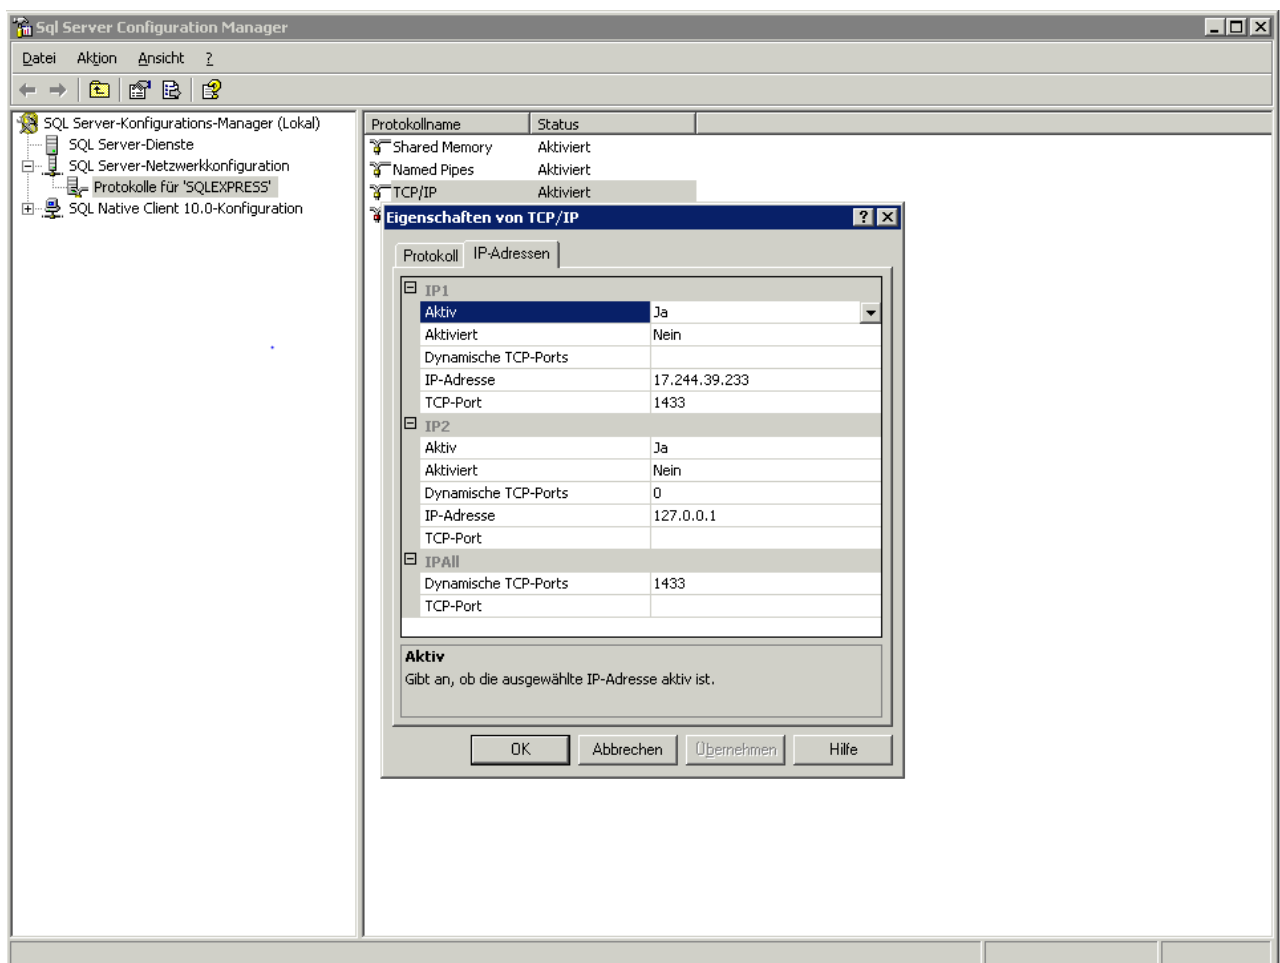 Sql Server Configuration Manager
Datei Aktion Ansicht ?
SQL Server-Konfigurations-Manager (Lokal)
SQL Server-Dienste
SQL Server-Netzwerkkonfiguration
Protokolle für 'SQLEXPRESS'
SQL Native Client 10.0-Konfiguration
Protokollname Status
Shared Memory Aktiviert
Named Pipes Aktiviert
TCP/IP Aktiviert
Eigenschaften von TCP/IP
Protokoll IP-Adressen
IP1
Aktiv Ja
Aktiviert Nein
Dynamische TCP-Ports
IP-Adresse 17.244.39.233
TCP-Port 1433
IP2
Aktiv Ja
Aktiviert Nein
Dynamische TCP-Ports 0
IP-Adresse 127.0.0.1
TCP-Port
IPAll
Dynamische TCP-Ports 1433
TCP-Port
Aktiv
Gibt an, ob die ausgewählte IP-Adresse aktiv ist.
OK Abbrechen Übernehmen Hilfe